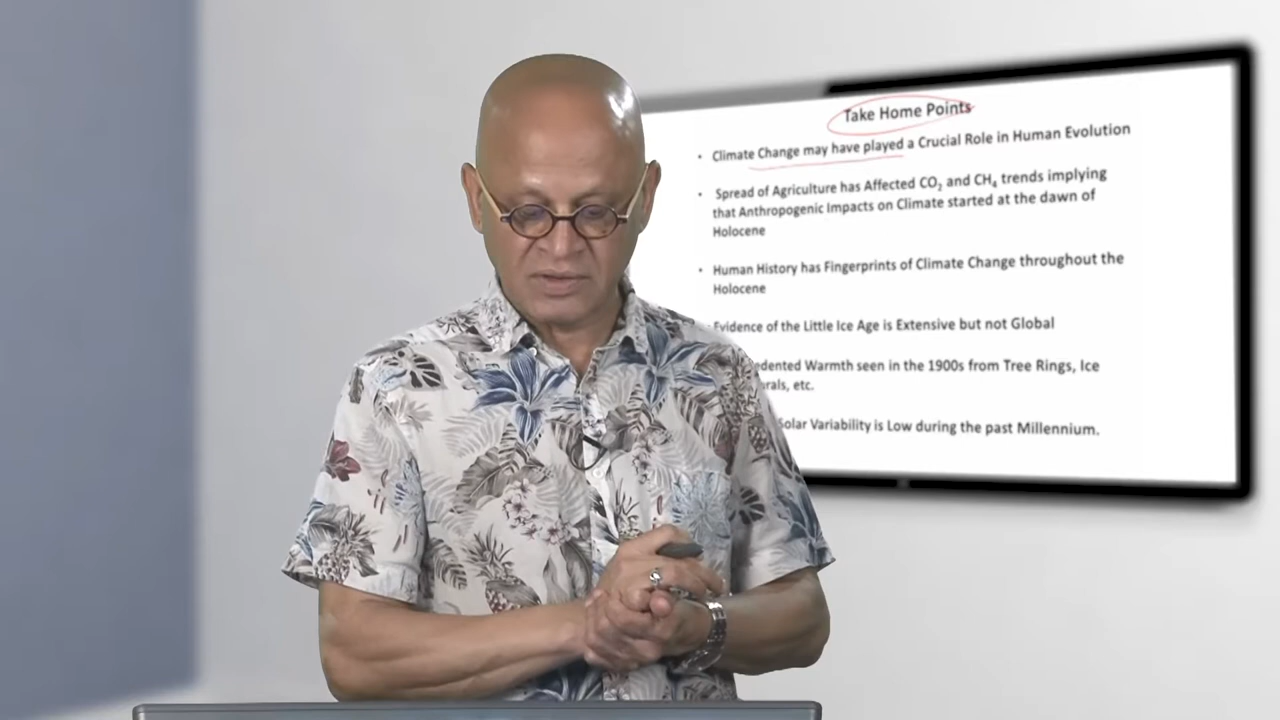 Take Home Points
• Climate Change may have played a Crucial Role in Human Evolution
• Spread of Agriculture has Affected CO₂ and CH₄ trends implying
that Anthropogenic Impacts on Climate started at the dawn of
Holocene
• Human History has Fingerprints of Climate Change throughout the
Holocene
Evidence of the Little Ice Age is Extensive but not Global
Warmth seen in the 1900s from Tree Rings, Ice
etc.
Solar Variability is Low during the past Millennium.